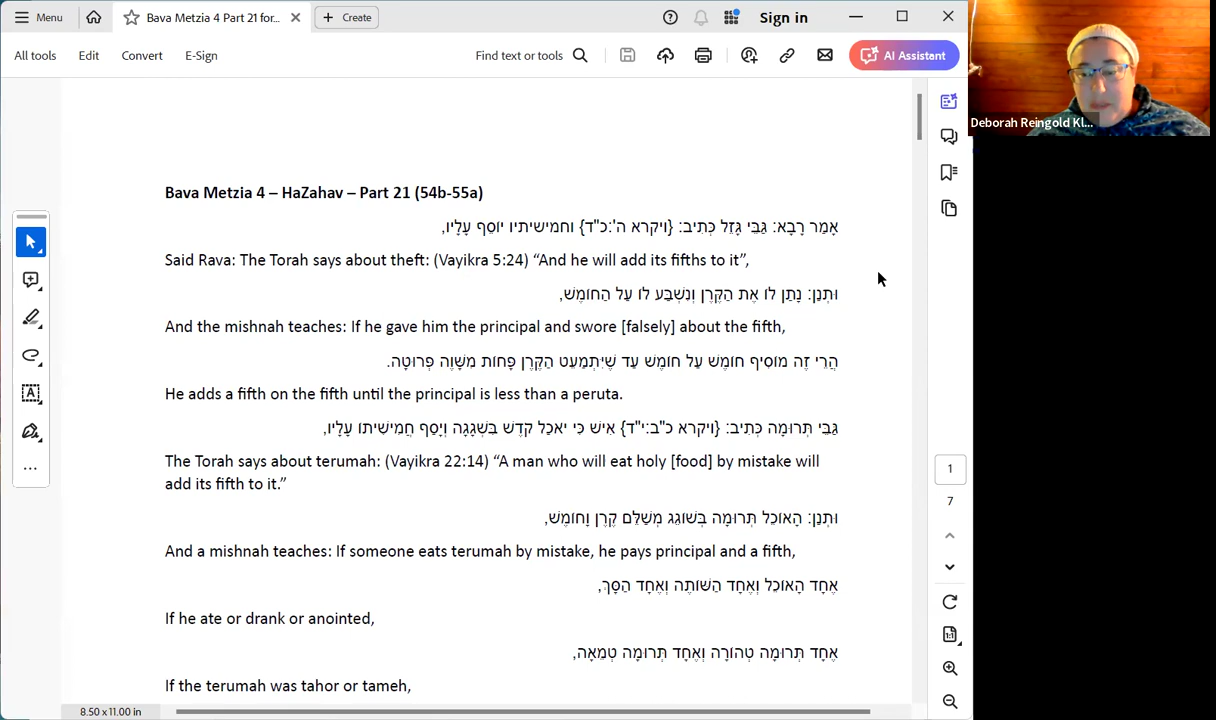 Menu
Bava Metzia 4 Part 21 for...
Create
Sign in
All tools
Edit
Convert
E-Sign
Find text or tools
AI Assistant
Deborah Reingold Kl...
Bava Metzia 4 – HaZahav – Part 21 (54b-55a)
אָמַר רָבָא: גַּבֵּי גָּזֵל כְּתִיב: {ויקרא ה':כ"ד} וחמישיתיו יוֹסֵף עָלָיו,
Said Rava: The Torah says about theft: (Vayikra 5:24) “And he will add its fifths to it”,
וּתְנַן: נָתַן לוֹ אֶת הַקֶּרֶן וְנִשְׁבַּע לוֹ עַל הַחוֹמֶשׁ,
And the mishnah teaches: If he gave him the principal and swore [falsely] about the fifth,
הֲרֵי זֶה מוֹסִיף חוֹמֶשׁ עַל חוֹמֶשׁ עַד שֶׁיִּתְמַעֵט הַקֶּרֶן פָּחוֹת מִשָּׁוֶה פְּרוּטָה.
He adds a fifth on the fifth until the principal is less than a peruta.
גַּבֵּי תְּרוּמָה כְּתִיב: {ויקרא כ"ב:י"ד} אִישׁ כִּי יֹאכַל קֹדֶשׁ בִּשְׁגָגָה וְיָסַף חֲמִישִׁיתוֹ עָלָיו,
The Torah says about terumah: (Vayikra 22:14) “A man who will eat holy [food] by mistake will
add its fifth to it.”
וּתְנַן: הָאוֹכֵל תְּרוּמָה בְּשׁוֹגֵג מְשַׁלֵּם קֶרֶן וָחוֹמֶשׁ,
And a mishnah teaches: If someone eats terumah by mistake, he pays principal and a fifth,
אֶחָד הָאוֹכֵל וְאֶחָד הַשּׁוֹתֶה וְאֶחָד הַסָּךְ,
If he ate or drank or anointed,
אֶחָד תְּרוּמָה טְהוֹרָה וְאֶחָד תְּרוּמָה טְמֵאָה,
If the terumah was tahor or tameh,
1
7
8.50 x 11.00 in